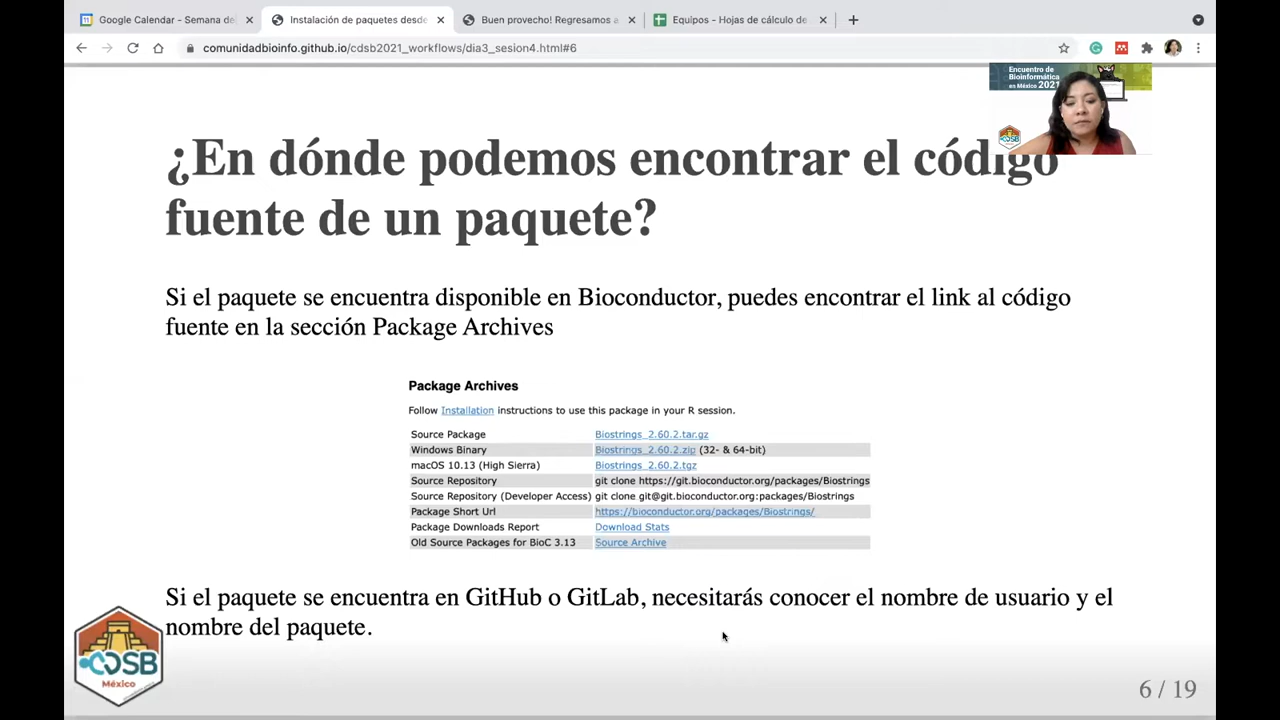 Google Calendar - Semana de
Instalación de paquetes desde
Buen provecho! Regresamos a
Equipos - Hojas de cálculo de
comunidadbioinfo.github.io/cdsb2021_workflows/dia3_sesion4.html#6
Encuentro de
Bioinformática
en México 2021
¿En dónde podemos encontrar el código
fuente de un paquete?
Si el paquete se encuentra disponible en Bioconductor, puedes encontrar el link al código
fuente en la sección Package Archives
Package Archives
Follow Installation instructions to use this package in your R session.
Source Package Biostrings_2.60.2.tar.gz
Windows Binary Biostrings_2.60.2.zip (32- & 64-bit)
macOS 10.13 (High Sierra) Biostrings_2.60.2.tgz
Source Repository git clone https://git.bioconductor.org/packages/Biostrings
Source Repository (Developer Access) git clone git@git.bioconductor.org:packages/Biostrings
Package Short Url https://bioconductor.org/packages/Biostrings/
Package Downloads Report Download Stats
Old Source Packages for BioC 3.13 Source Archive
Si el paquete se encuentra en GitHub o GitLab, necesitarás conocer el nombre de usuario y el
nombre del paquete.
CDSB
México
6 / 19